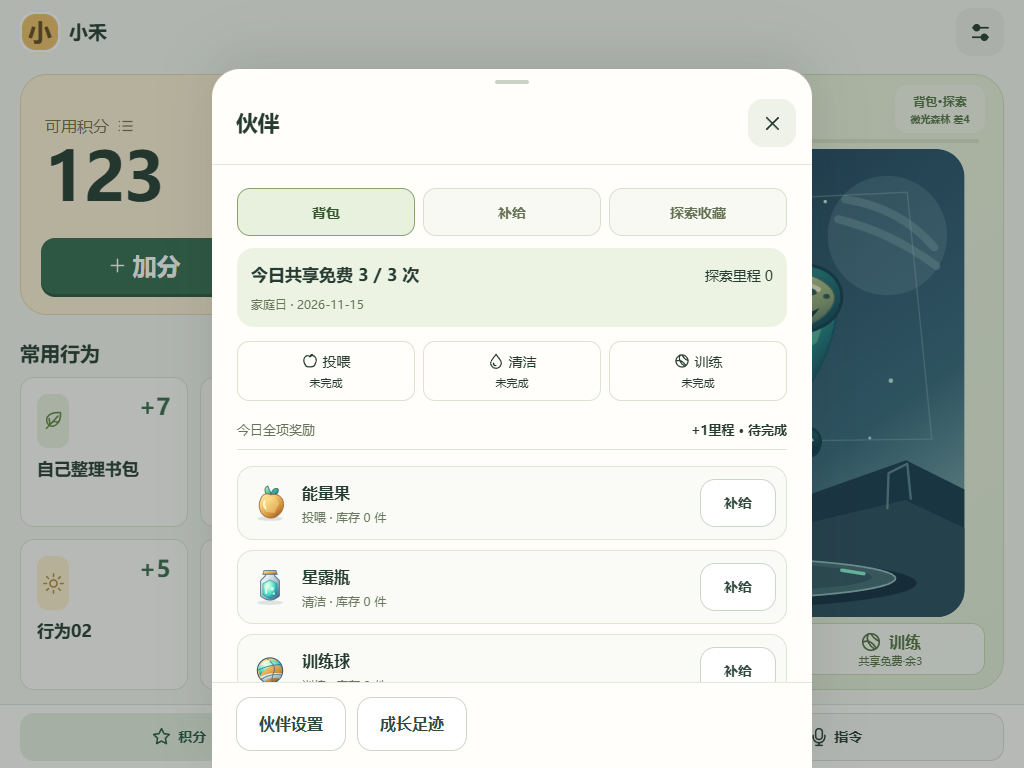 小 小禾
可用积分
123
+ 加分
常用行为
+7
自己整理书包
+5
行为02
积分
背包•探索
微光森林 差4
训练
共享免费·余3
指令
伙伴
背包 补给 探索收藏
今日共享免费 3 / 3 次 探索里程 0
家庭日 · 2026-11-15
投喂 清洁 训练
未完成 未完成 未完成
今日全项奖励 +1里程 • 待完成
能量果
投喂 · 库存 0 件
补给
星露瓶
清洁 · 库存 0 件
补给
训练球
补给
伙伴设置 成长足迹